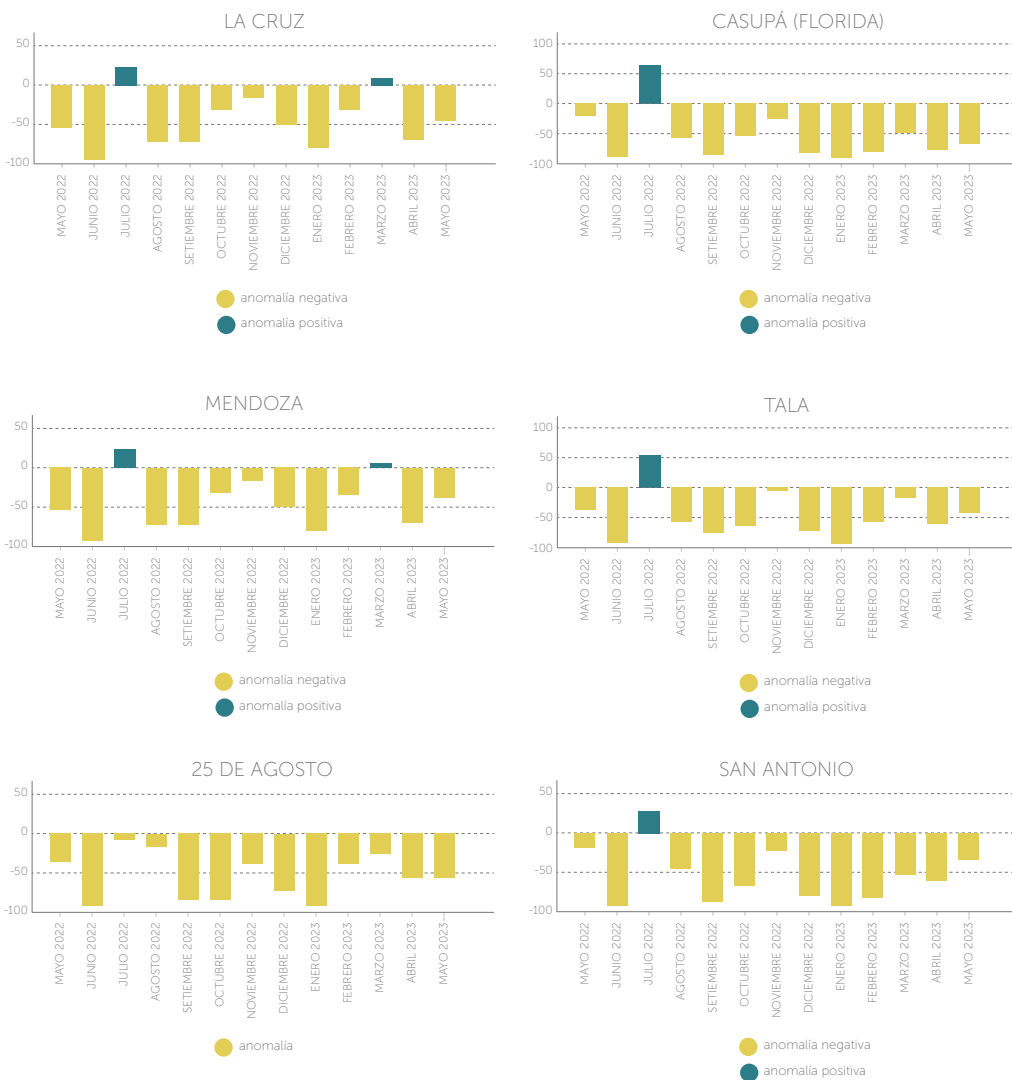 LA CRUZ
50
0
-50
-100
MAYO 2022
JUNIO 2022
JULIO 2022
AGOSTO 2022
SETIEMBRE 2022
OCTUBRE 2022
NOVIEMBRE 2022
DICIEMBRE 2022
ENERO 2023
FEBRERO 2023
MARZO 2023
ABRIL 2023
MAYO 2023
anomalía negativa
anomalía positiva
CASUPÁ (FLORIDA)
100
50
0
-50
-100
MAYO 2022
JUNIO 2022
JULIO 2022
AGOSTO 2022
SETIEMBRE 2022
OCTUBRE 2022
NOVIEMBRE 2022
DICIEMBRE 2022
ENERO 2023
FEBRERO 2023
MARZO 2023
ABRIL 2023
MAYO 2023
anomalía negativa
anomalía positiva
MENDOZA
50
0
-50
-100
MAYO 2022
JUNIO 2022
JULIO 2022
AGOSTO 2022
SETIEMBRE 2022
OCTUBRE 2022
NOVIEMBRE 2022
DICIEMBRE 2022
ENERO 2023
FEBRERO 2023
MARZO 2023
ABRIL 2023
MAYO 2023
anomalía negativa
anomalía positiva
TALA
100
50
0
-50
-100
MAYO 2022
JUNIO 2022
JULIO 2022
AGOSTO 2022
SETIEMBRE 2022
OCTUBRE 2022
NOVIEMBRE 2022
DICIEMBRE 2022
ENERO 2023
FEBRERO 2023
MARZO 2023
ABRIL 2023
MAYO 2023
anomalía negativa
anomalía positiva
25 DE AGOSTO
50
0
-50
-100
MAYO 2022
JUNIO 2022
JULIO 2022
AGOSTO 2022
SETIEMBRE 2022
OCTUBRE 2022
NOVIEMBRE 2022
DICIEMBRE 2022
ENERO 2023
FEBRERO 2023
MARZO 2023
ABRIL 2023
MAYO 2023
anomalía
SAN ANTONIO
50
0
-50
-100
MAYO 2022
JUNIO 2022
JULIO 2022
AGOSTO 2022
SETIEMBRE 2022
OCTUBRE 2022
NOVIEMBRE 2022
DICIEMBRE 2022
ENERO 2023
FEBRERO 2023
MARZO 2023
ABRIL 2023
MAYO 2023
anomalía negativa
anomalía positiva